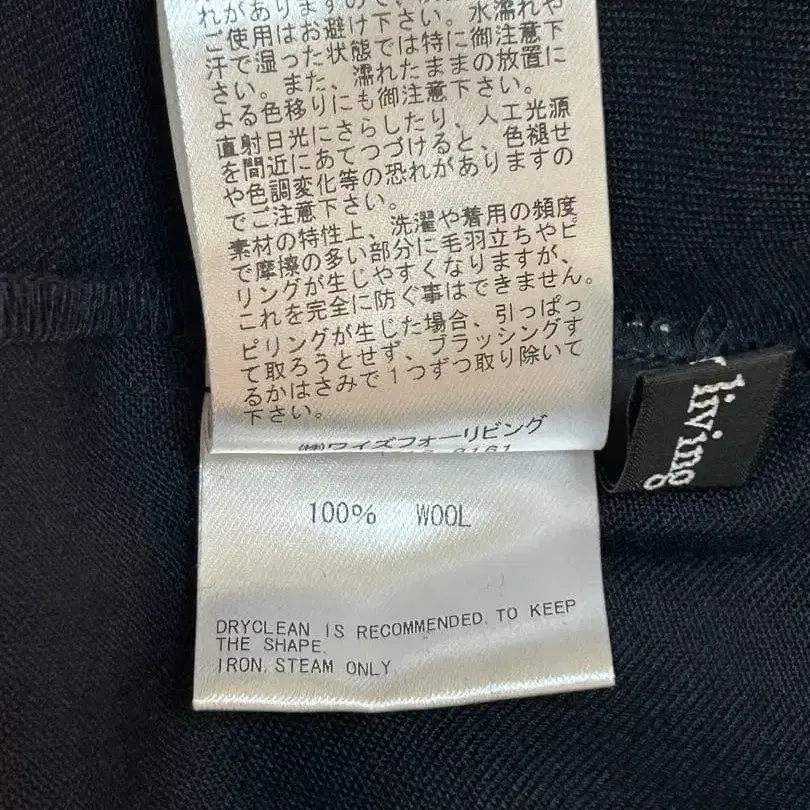 れがありますので、
ご使用はお避け下さい。水濡れや
汗で湿った状態では特に御注意下
さい。また、濡れたままの放置に
よる色移りにも御注意下さい。
直射日光にさらしたり、人工光源
を間近にあてつづけると、色褪せ
や色調変化等の恐れがありますの
でご注意下さい。
素材の特性上、洗濯や着用の頻度
で摩擦の多い部分に毛羽立ちやピ
リングが生じやすくなりますが、
これを完全に防ぐ事はできません。
ピリングが生じた場合、引っぱっ
て取ろうとせず、ブラッシングす
るかはさみで1つずつ取り除いて
下さい。
㈱ワイズフォーリビング
living
100% WOOL
DRYCLEAN IS RECOMMENDED TO KEEP
THE SHAPE.
IRON, STEAM ONLY